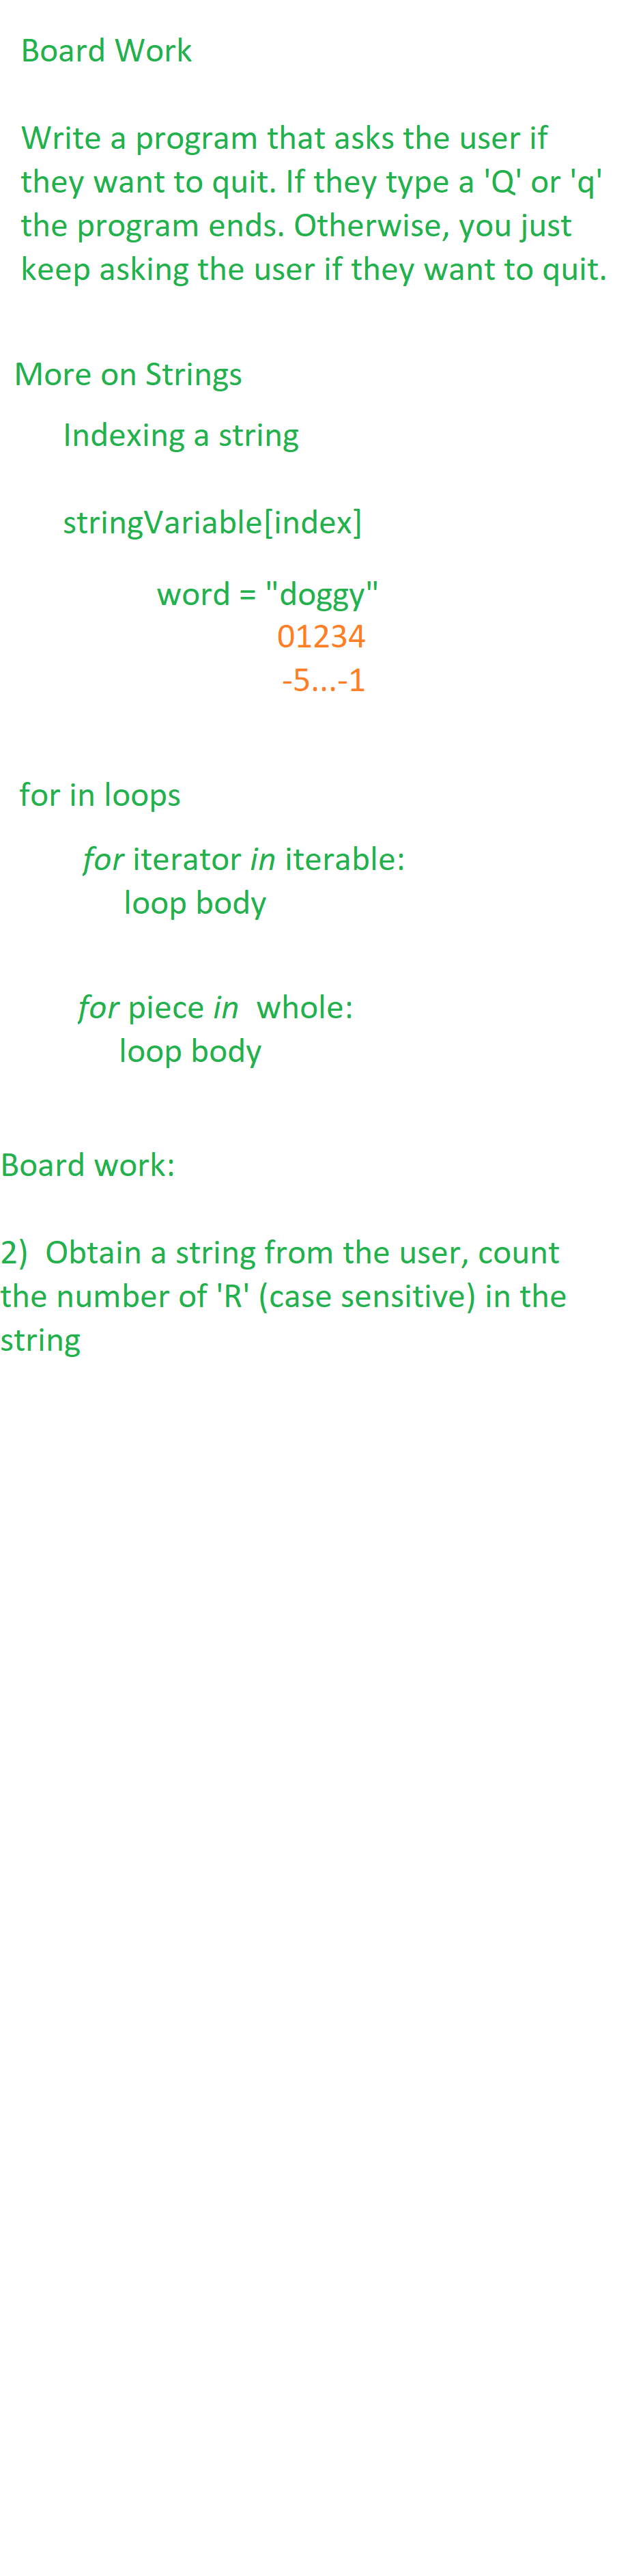 Board Work
Write a program that asks the user if
they want to quit. If they type a 'Q' or 'q'
the program ends. Otherwise, you just
keep asking the user if they want to quit.
More on Strings
Indexing a string
stringVariable[index]
word = "doggy"
01234
-5...-1
for in loops
for iterator in iterable:
loop body
for piece in  whole:
loop body
Board work:
2)  Obtain a string from the user, count
the number of 'R' (case sensitive) in the
string